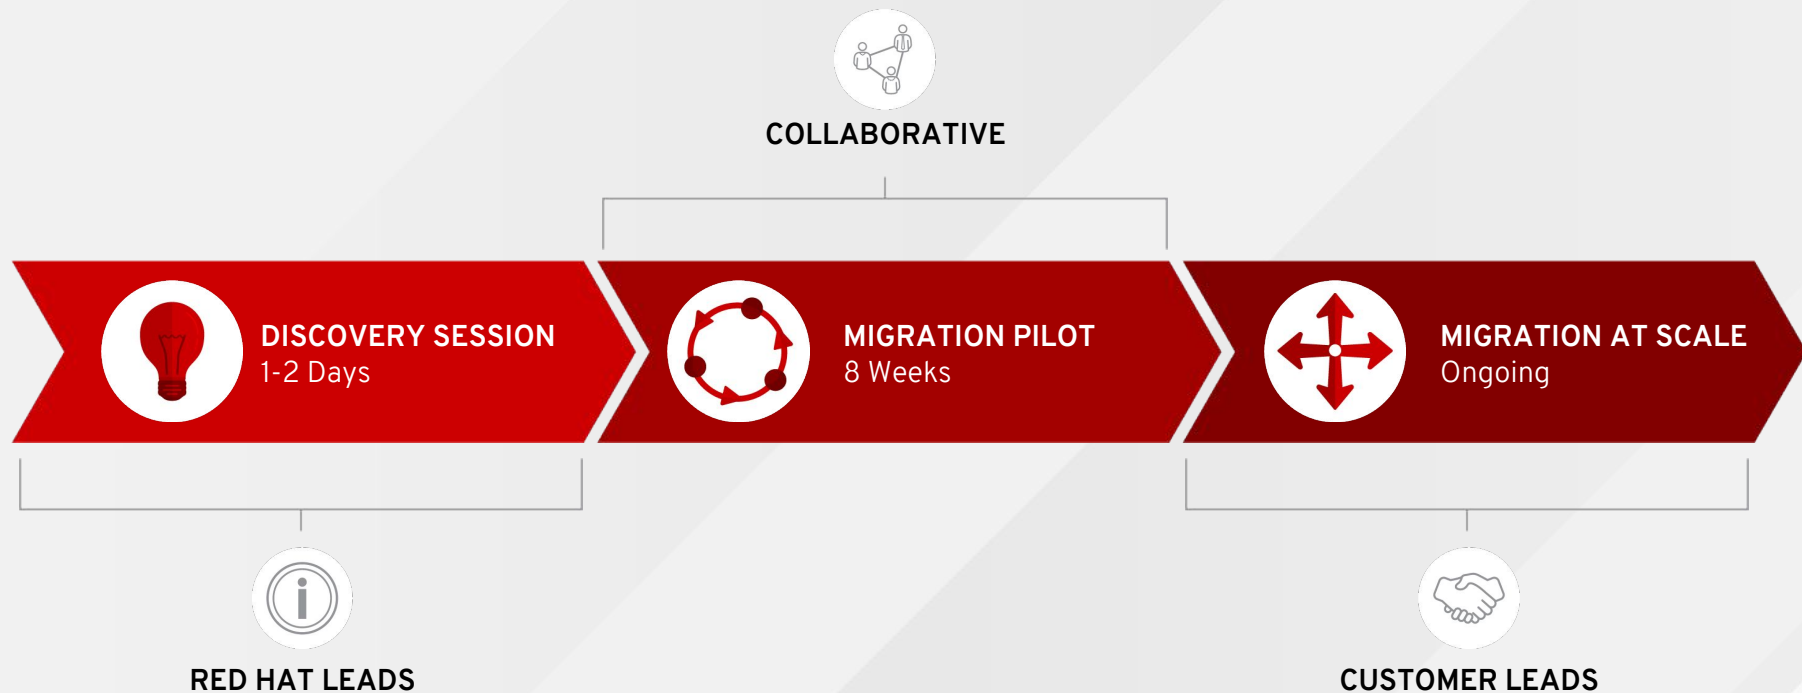 COLLABORATIVE
DISCOVERY SESSION
1-2 Days
MIGRATION PILOT
8 Weeks
MIGRATION AT SCALE
Ongoing
RED HAT LEADS
CUSTOMER LEADS